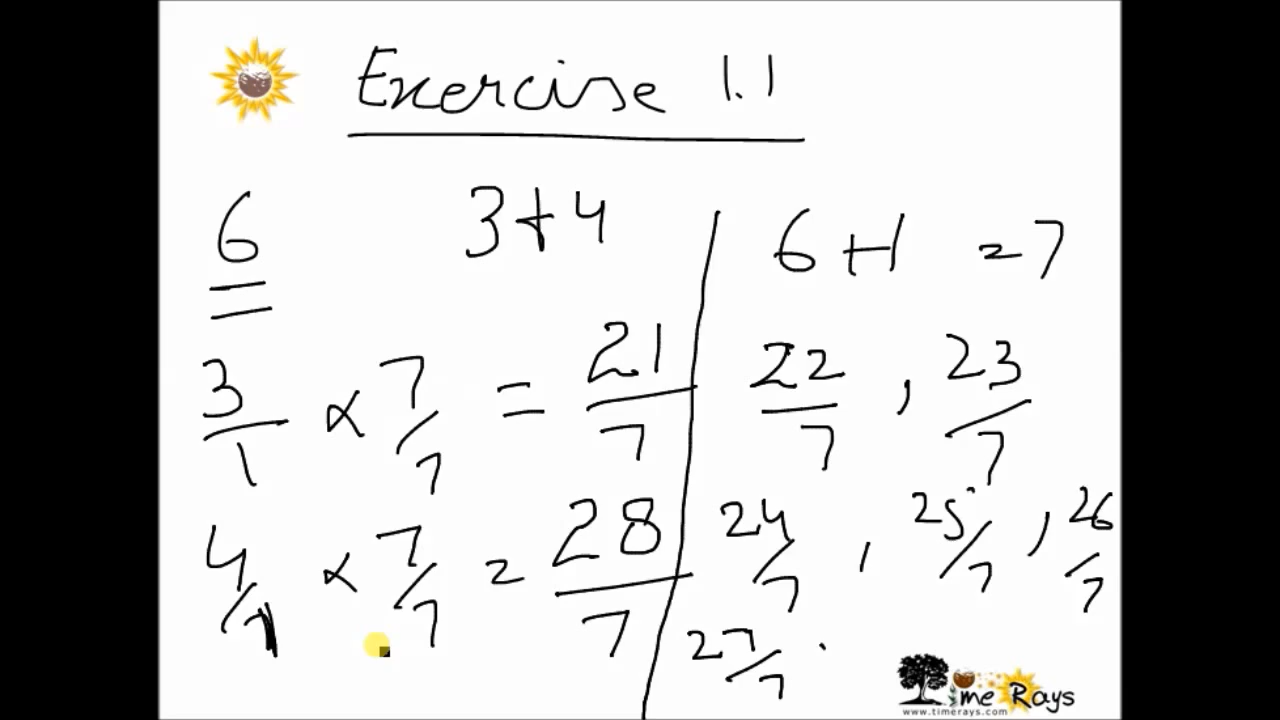 Exercise 1.1
6 3+4 6+1 =7
3/1 × 7/7 = 21/7 22/7 , 23/7
4/1 × 7/7 = 28/7 24/7 , 25/7 , 26/7
27/7 .
Time Rays
www.timerays.com